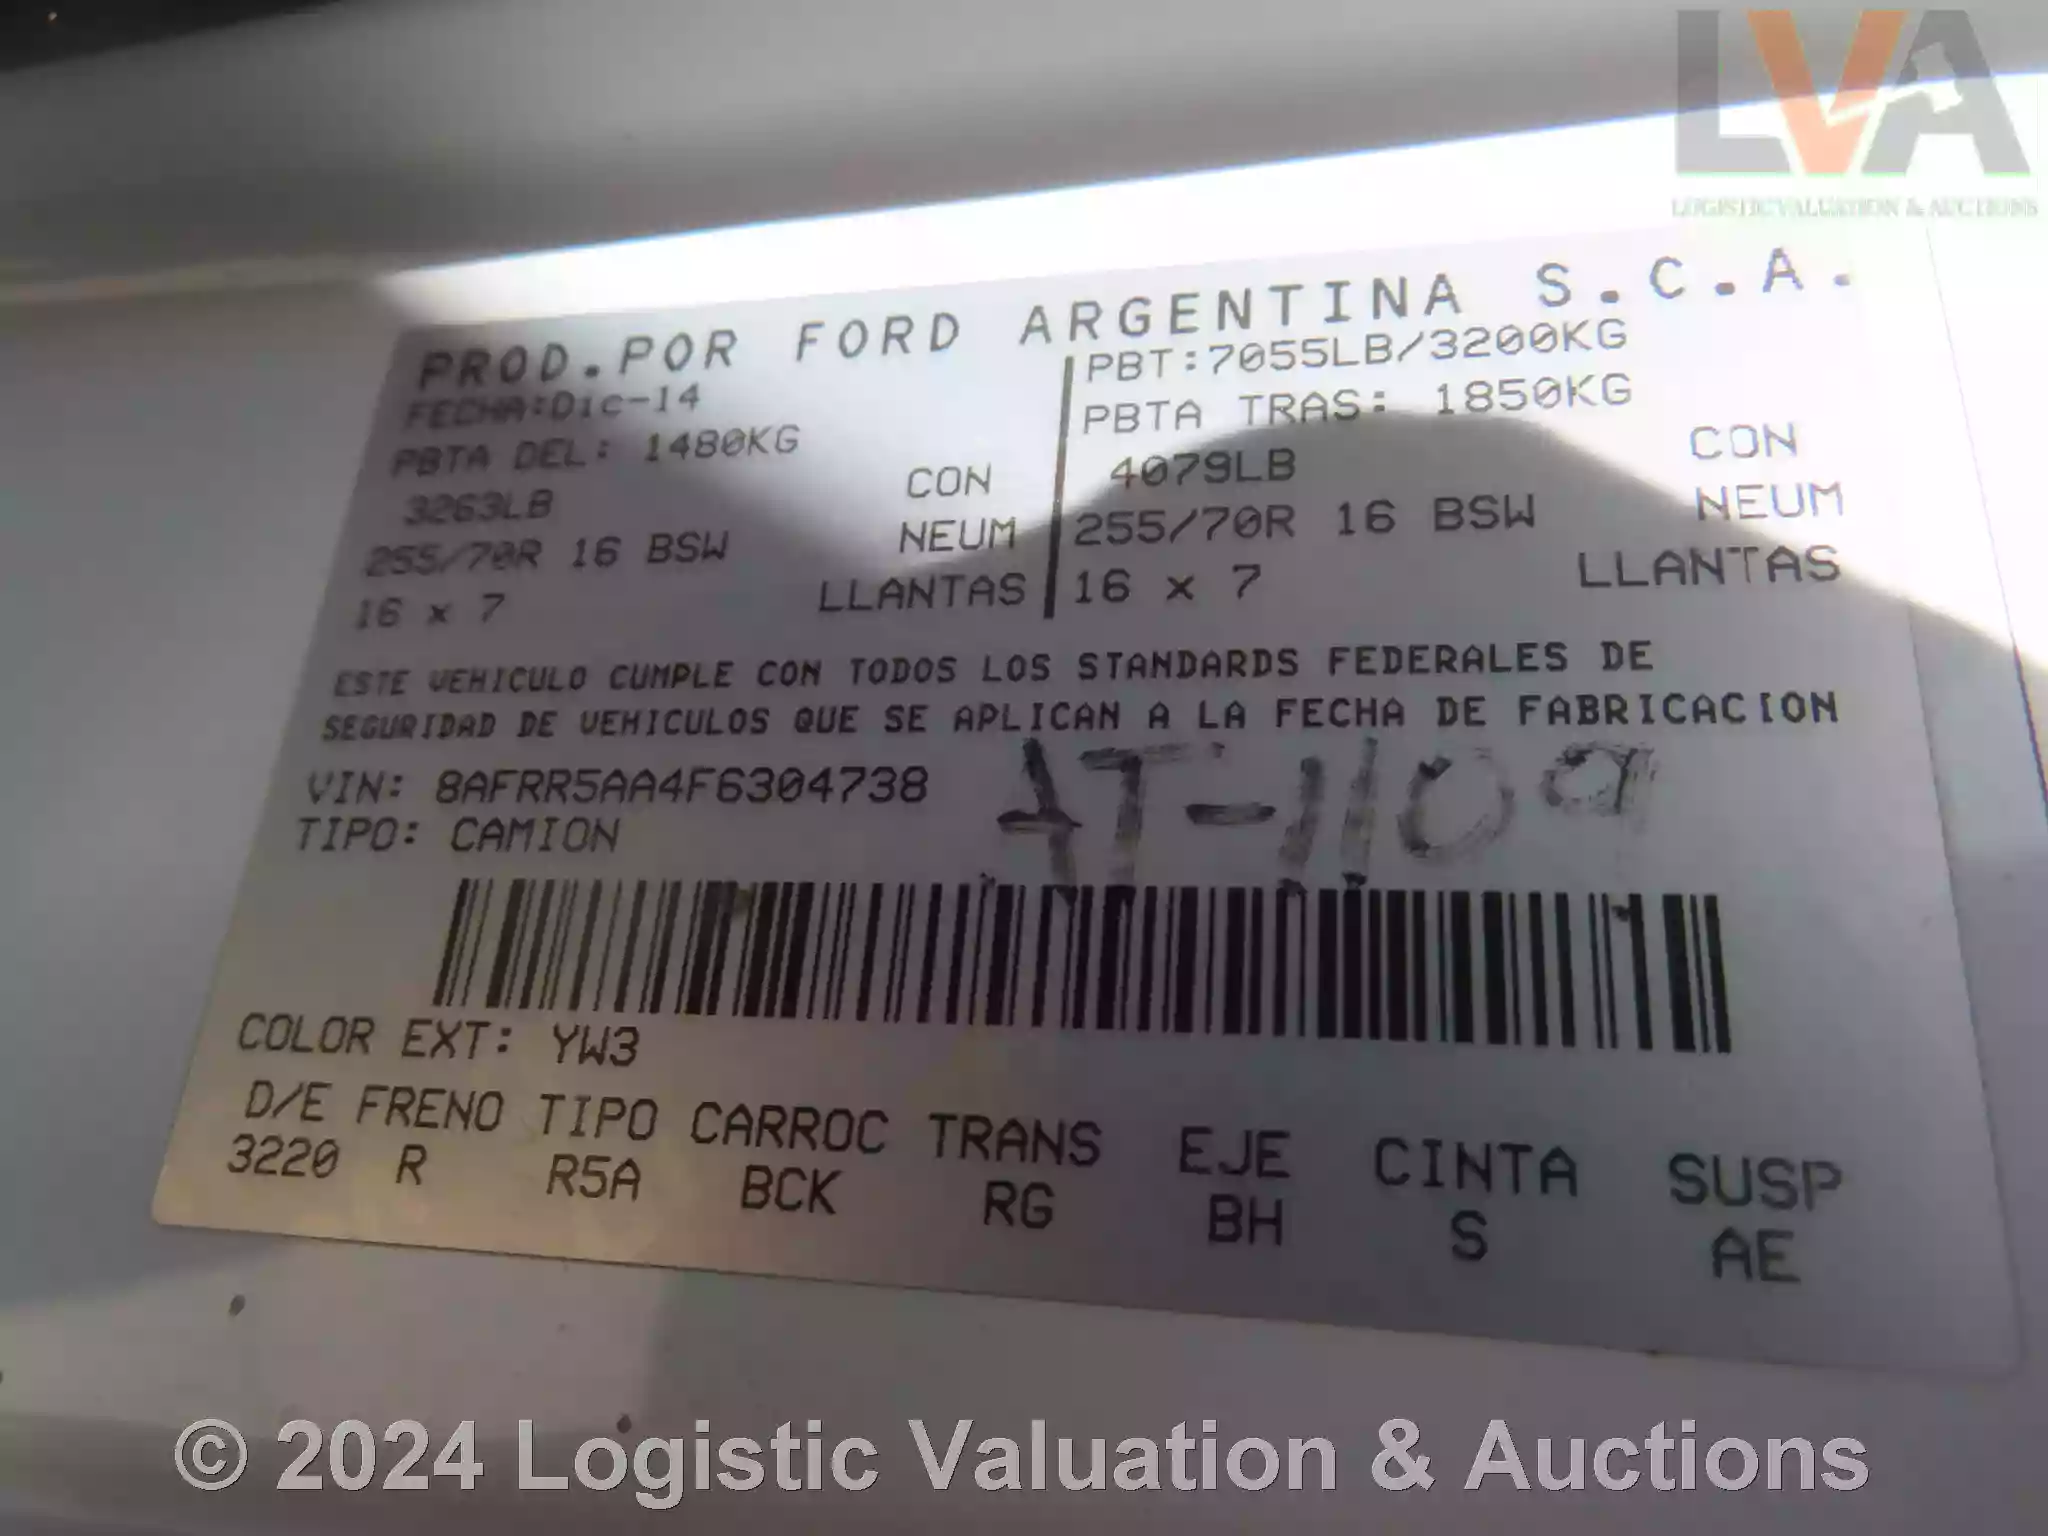 LVA
LOGISTIC VALUATION & AUCTIONS
PROD.POR FORD ARGENTINA S.C.A.
FECHA:Dic-14 PBT:7055LB/3200KG
PBTA DEL: 1480KG PBTA TRAS: 1850KG
3263LB CON 4079LB CON
255/70R 16 BSW NEUM 255/70R 16 BSW NEUM
16 x 7 LLANTAS 16 x 7 LLANTAS
ESTE VEHICULO CUMPLE CON TODOS LOS STANDARDS FEDERALES DE
SEGURIDAD DE VEHICULOS QUE SE APLICAN A LA FECHA DE FABRICACION
VIN: 8AFRR5AA4F6304738 AT-1109
TIPO: CAMION
COLOR EXT: YW3
D/E FRENO TIPO CARROC TRANS EJE CINTA SUSP
3220 R R5A BCK RG BH S AE
© 2024 Logistic Valuation & Auctions